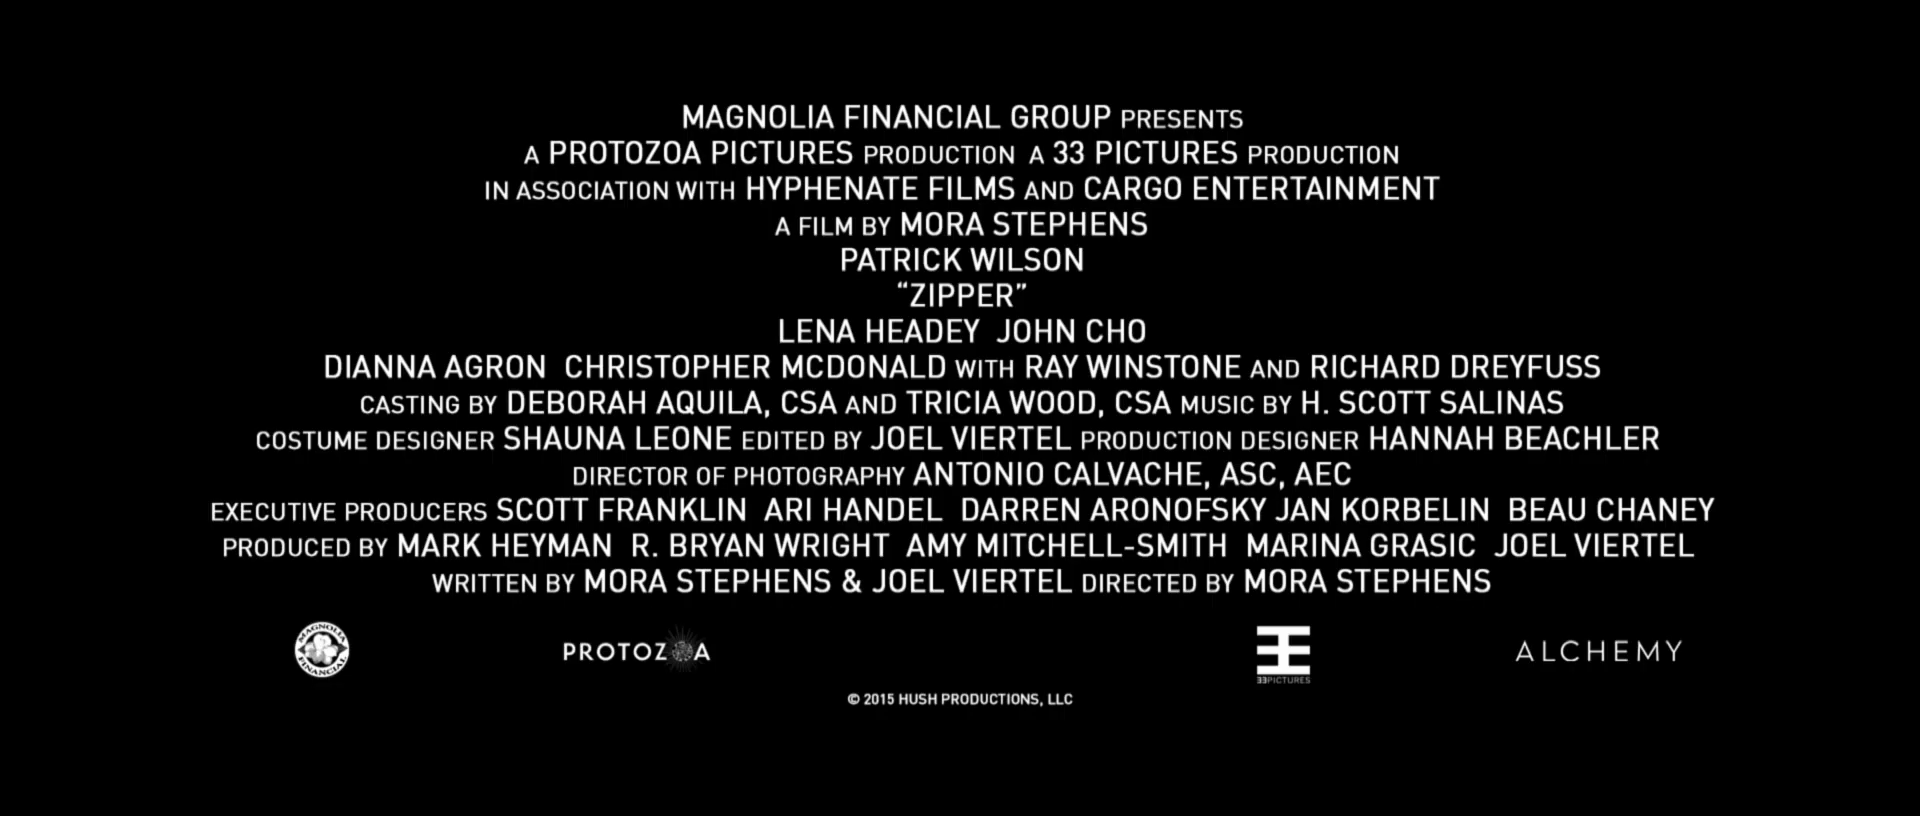 MAGNOLIA FINANCIAL GROUP PRESENTS
A PROTOZOA PICTURES PRODUCTION A 33 PICTURES PRODUCTION
IN ASSOCIATION WITH HYPHENATE FILMS AND CARGO ENTERTAINMENT
A FILM BY MORA STEPHENS
PATRICK WILSON
“ZIPPER”
LENA HEADEY JOHN CHO
DIANNA AGRON CHRISTOPHER MCDONALD WITH RAY WINSTONE AND RICHARD DREYFUSS
CASTING BY DEBORAH AQUILA, CSA AND TRICIA WOOD, CSA MUSIC BY H. SCOTT SALINAS
COSTUME DESIGNER SHAUNA LEONE EDITED BY JOEL VIERTEL PRODUCTION DESIGNER HANNAH BEACHLER
DIRECTOR OF PHOTOGRAPHY ANTONIO CALVACHE, ASC, AEC
EXECUTIVE PRODUCERS SCOTT FRANKLIN ARI HANDEL DARREN ARONOFSKY JAN KORBELIN BEAU CHANEY
PRODUCED BY MARK HEYMAN R. BRYAN WRIGHT AMY MITCHELL-SMITH MARINA GRASIC JOEL VIERTEL
WRITTEN BY MORA STEPHENS & JOEL VIERTEL DIRECTED BY MORA STEPHENS
MAGNOLIA FINANCIAL
PROTOZOA
33PICTURES
ALCHEMY
© 2015 HUSH PRODUCTIONS, LLC